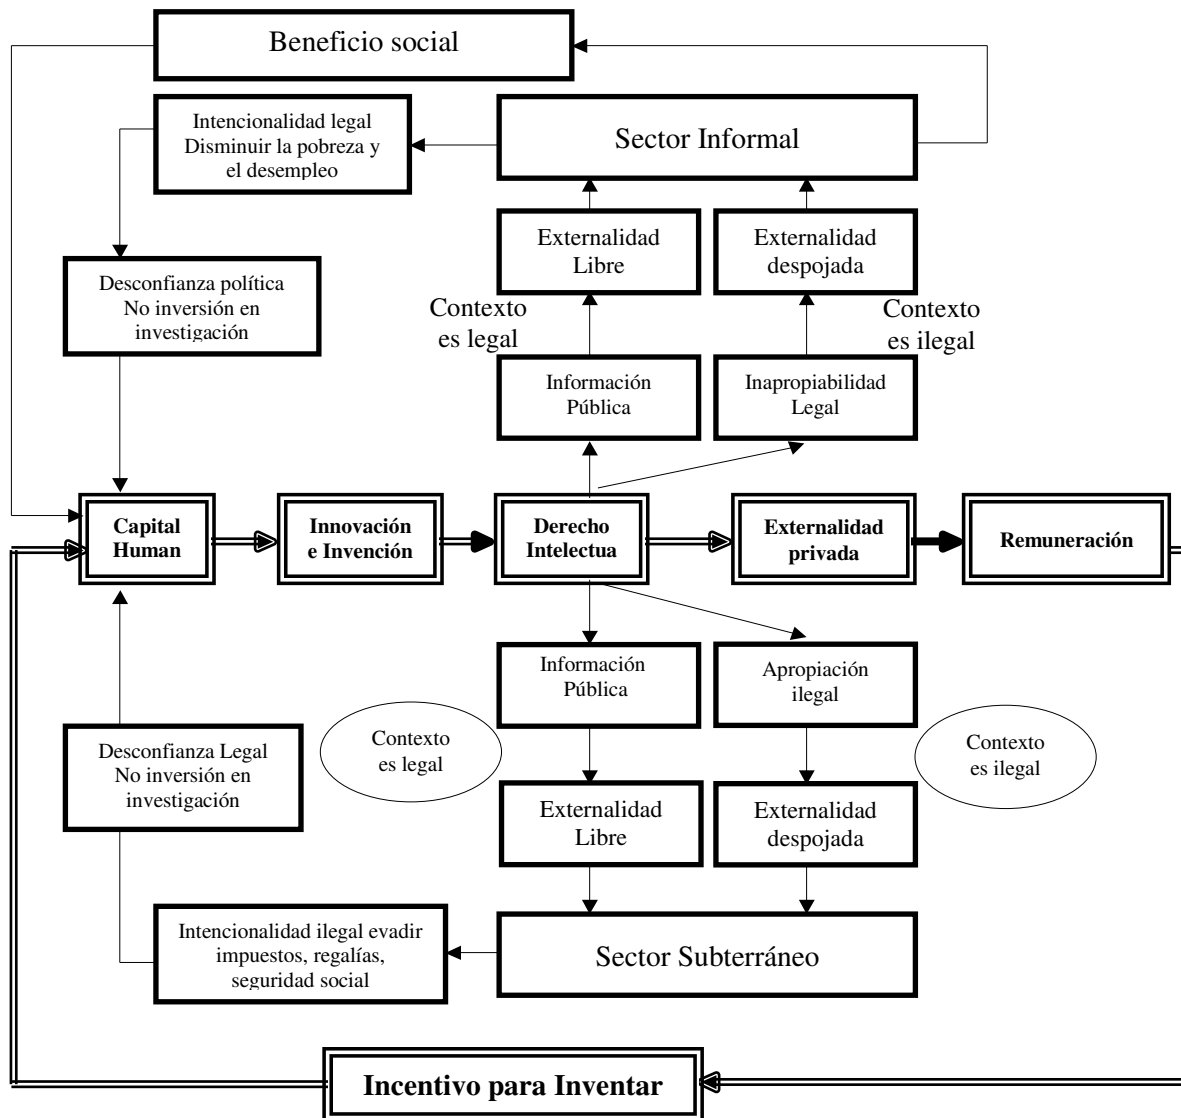 Beneficio social
Intencionalidad legal
Disminuir la pobreza y
el desempleo
Sector Informal
Externalidad
Libre
Externalidad
despojada
Desconfianza política
No inversión en
investigación
Contexto
es legal
Contexto
es ilegal
Información
Pública
Inapropiabilidad
Legal
Capital
Human
Innovación
e Invención
Derecho
Intelectua
Externalidad
privada
Remuneración
Información
Pública
Apropiación
ilegal
Contexto
es legal
Contexto
es ilegal
Desconfianza Legal
No inversión en
investigación
Externalidad
Libre
Externalidad
despojada
Intencionalidad ilegal evadir
impuestos, regalías,
seguridad social
Sector Subterráneo
Incentivo para Inventar